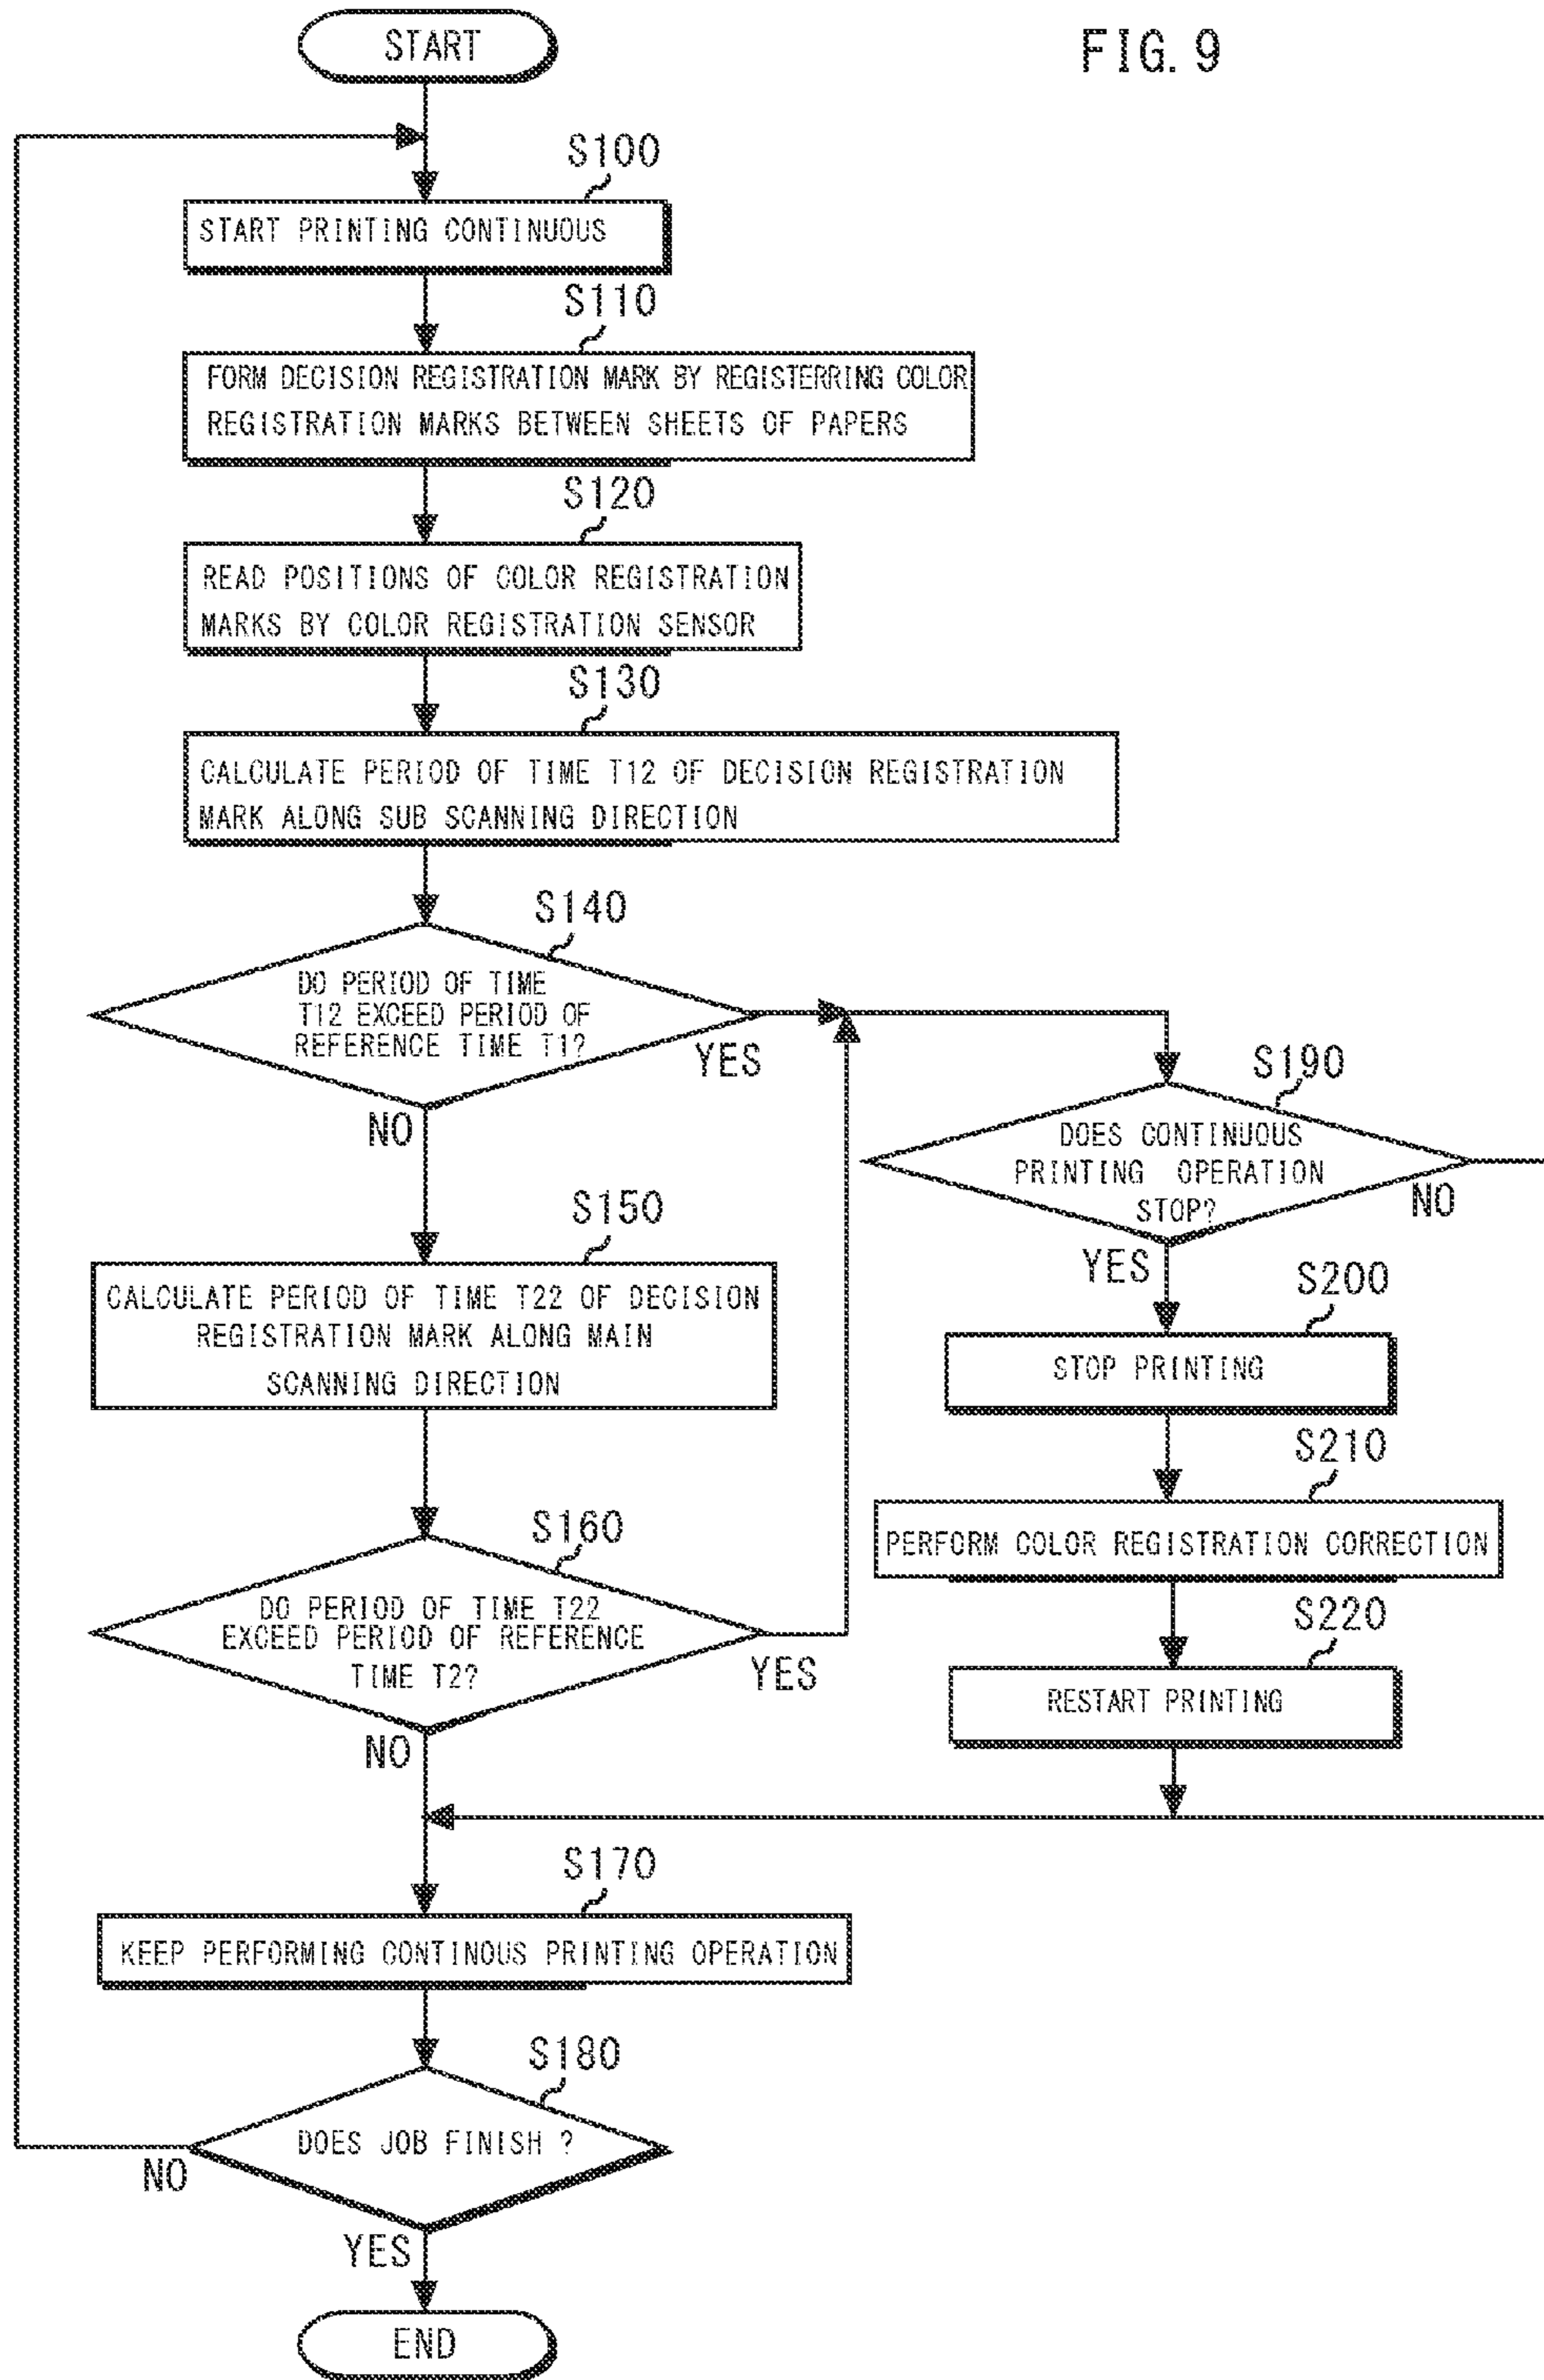 START
FIG. 9
S100
START PRINTING CONTINUOUS
S110
FORM DECISION REGISTRATION MARK BY REGISTERRING COLOR
REGISTRATION MARKS BETWEEN SHEETS OF PAPERS
S120
READ POSITIONS OF COLOR REGISTRATION
MARKS BY COLOR REGISTRATION SENSOR
S130
CALCULATE PERIOD OF TIME T12 OF DECISION REGISTRATION
MARK ALONG SUB SCANNING DIRECTION
S140
DO PERIOD OF TIME
T12 EXCEED PERIOD OF
REFERENCE TIME T1?
YES
NO
S190
DOES CONTINUOUS
PRINTING OPERATION
STOP?
NO
YES
S150
CALCULATE PERIOD OF TIME T22 OF DECISION
REGISTRATION MARK ALONG MAIN
SCANNING DIRECTION
S200
STOP PRINTING
S210
PERFORM COLOR REGISTRATION CORRECTION
S160
DO PERIOD OF TIME T22
EXCEED PERIOD OF REFERENCE
TIME T2?
YES
NO
S220
RESTART PRINTING
S170
KEEP PERFORMING CONTINOUS PRINTING OPERATION
S180
DOES JOB FINISH ?
NO
YES
END